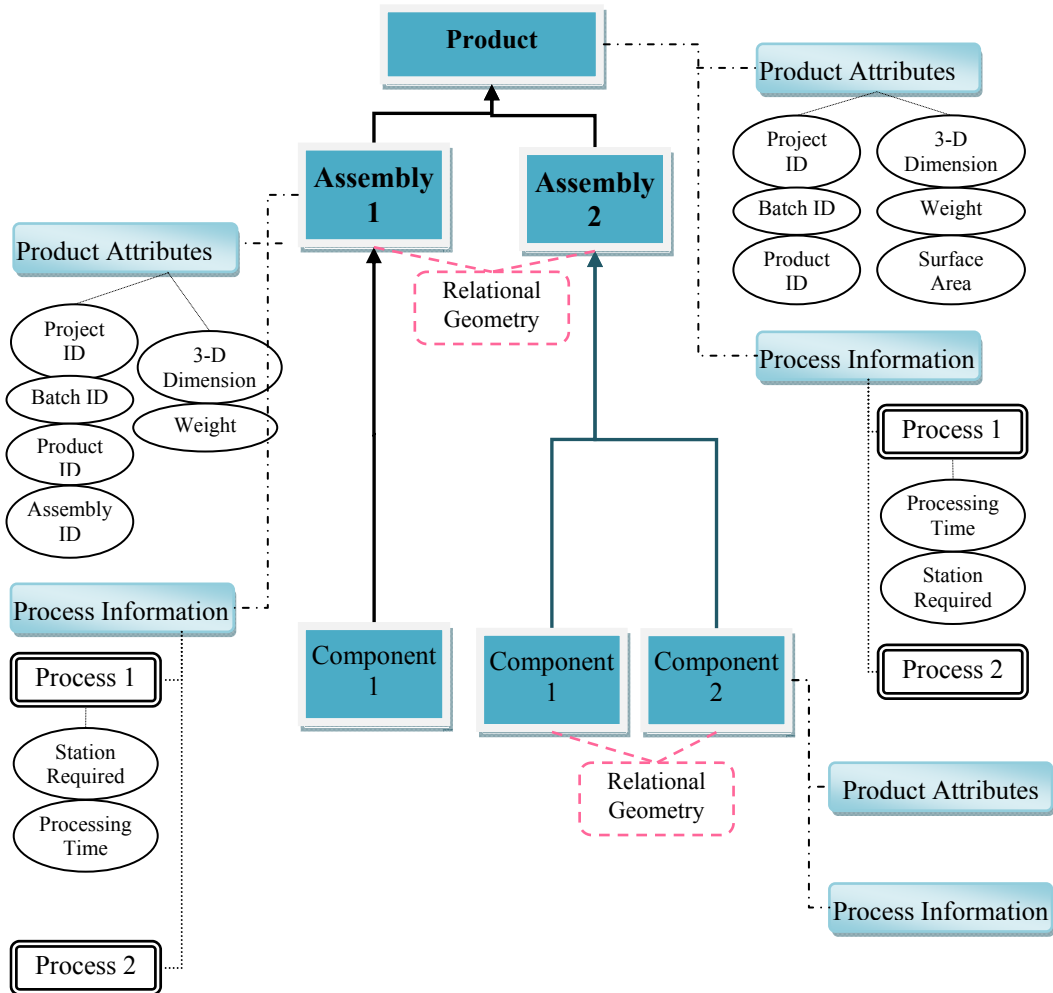 Product
Product Attributes
Project
ID
3-D
Dimension
Batch ID
Weight
Product
ID
Surface
Area
Assembly
1
Assembly
2
Product Attributes
Relational
Geometry
Project
ID
3-D
Dimension
Batch ID
Weight
Product
ID
Assembly
ID
Process Information
Process 1
Processing
Time
Station
Required
Process 2
Process Information
Process 1
Station
Required
Processing
Time
Process 2
Component
1
Component
1
Component
2
Relational
Geometry
Product Attributes
Process Information